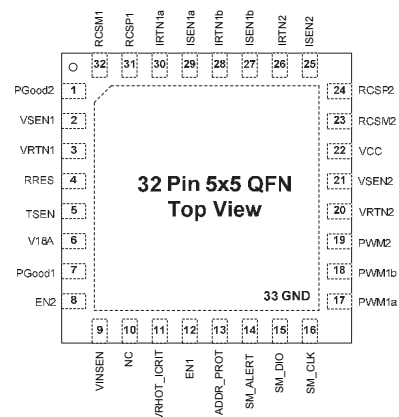 RCSM1
RCSP1
IRTN1a
ISEN1a
IRTN1b
ISEN1b
IRTN2
ISEN2
32
31
30
29
28
27
26
25
PGood2 1
VSEN1 2
VRTN1 3
RRES 4
TSEN 5
V18A 6
PGood1 7
EN2 8
32 Pin 5x5 QFN
Top View
33 GND
24 RCSP2
23 RCSM2
22 VCC
21 VSEN2
20 VRTN2
19 PWM2
18 PWM1b
17 PWM1a
9
10
11
12
13
14
15
16
VINSEN
NC
VRHOT_ICRIT
EN1
ADDR_PROT
SM_ALERT
SM_DIO
SM_CLK